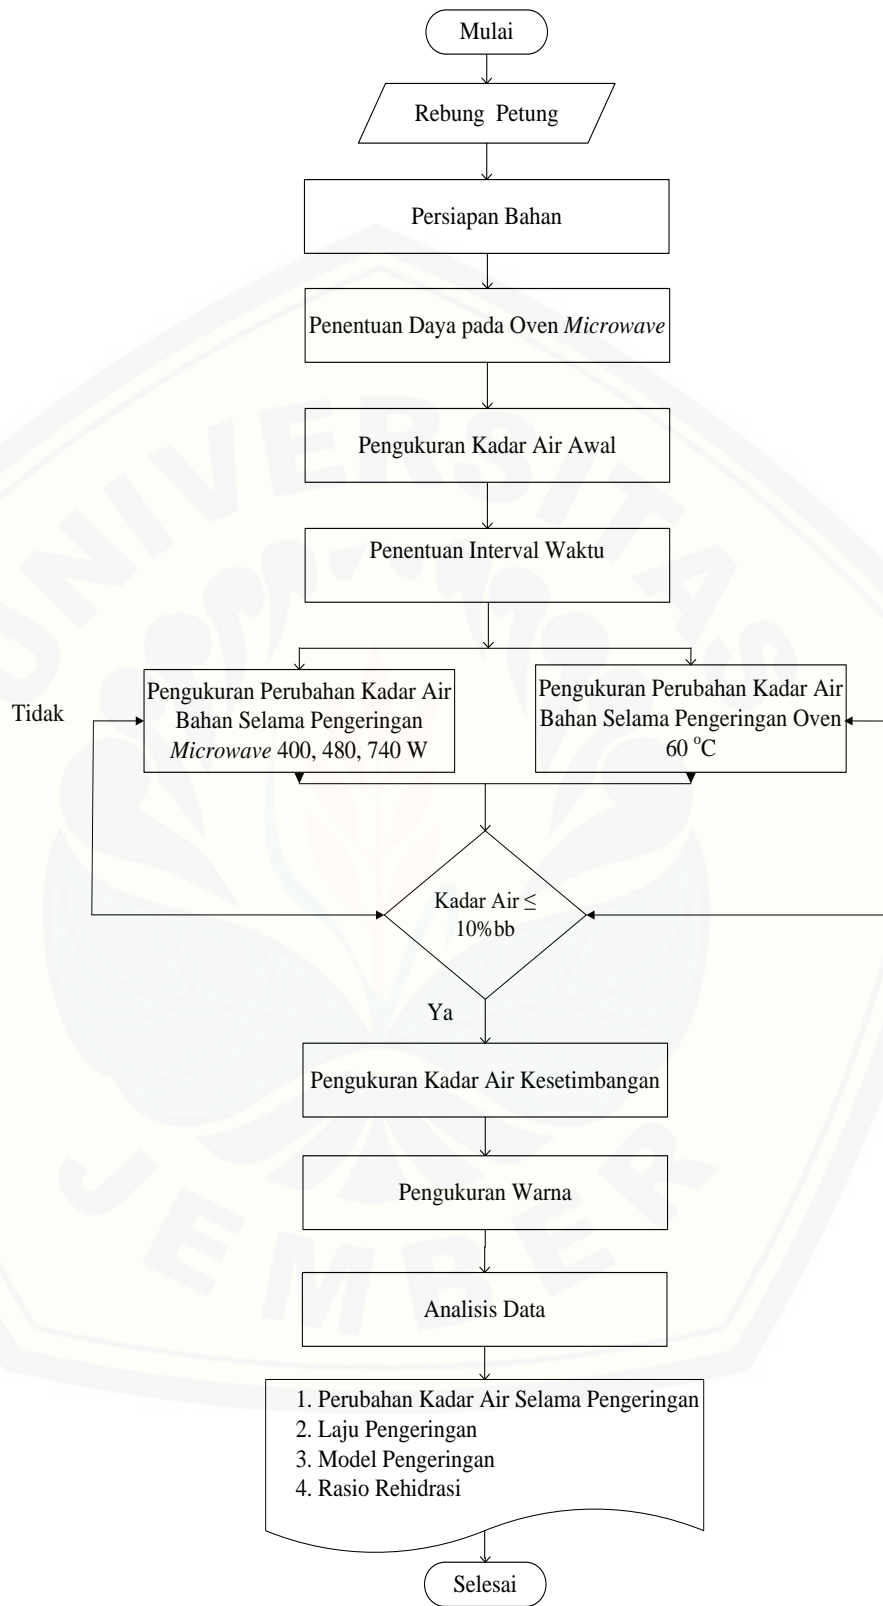 Mulai
Rebung Petung
Persiapan Bahan
Penentuan Daya pada Oven Microwave
Pengukuran Kadar Air Awal
Penentuan Interval Waktu
Pengukuran Perubahan Kadar Air
Bahan Selama Pengeringan
Microwave 400, 480, 740 W
Pengukuran Perubahan Kadar Air
Bahan Selama Pengeringan Oven
60 °C
Tidak
Kadar Air ≤
10%bb
Ya
Pengukuran Kadar Air Kesetimbangan
Pengukuran Warna
Analisis Data
1. Perubahan Kadar Air Selama Pengeringan
2. Laju Pengeringan
3. Model Pengeringan
4. Rasio Rehidrasi
Selesai
UNIVERSITAS
JEMBER